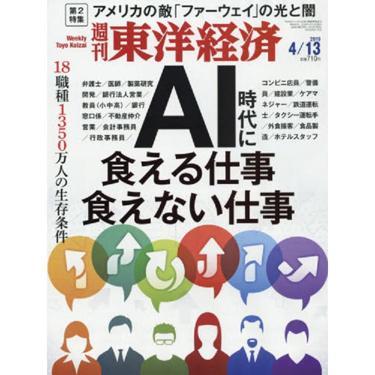 第2特集
アメリカの敵「ファーウェイ」の光と闇
Weekly
Toyo Keizai
週刊東洋経済
2019
4/13
710円
18職種1350万人の生存条件
弁護士/医師/製薬研究
開発/銀行法人営業/
教員(小中高)/銀行
窓口係/不動産仲介
営業/会計事務員
/行政事務員/
AI時代に
コンビニ店員/警備
員/建設業/ケアマ
ネジャー/鉄道運転
士/タクシー運転手
/外食接客/食品製
造/ホテルスタッフ
食える仕事
食えない仕事